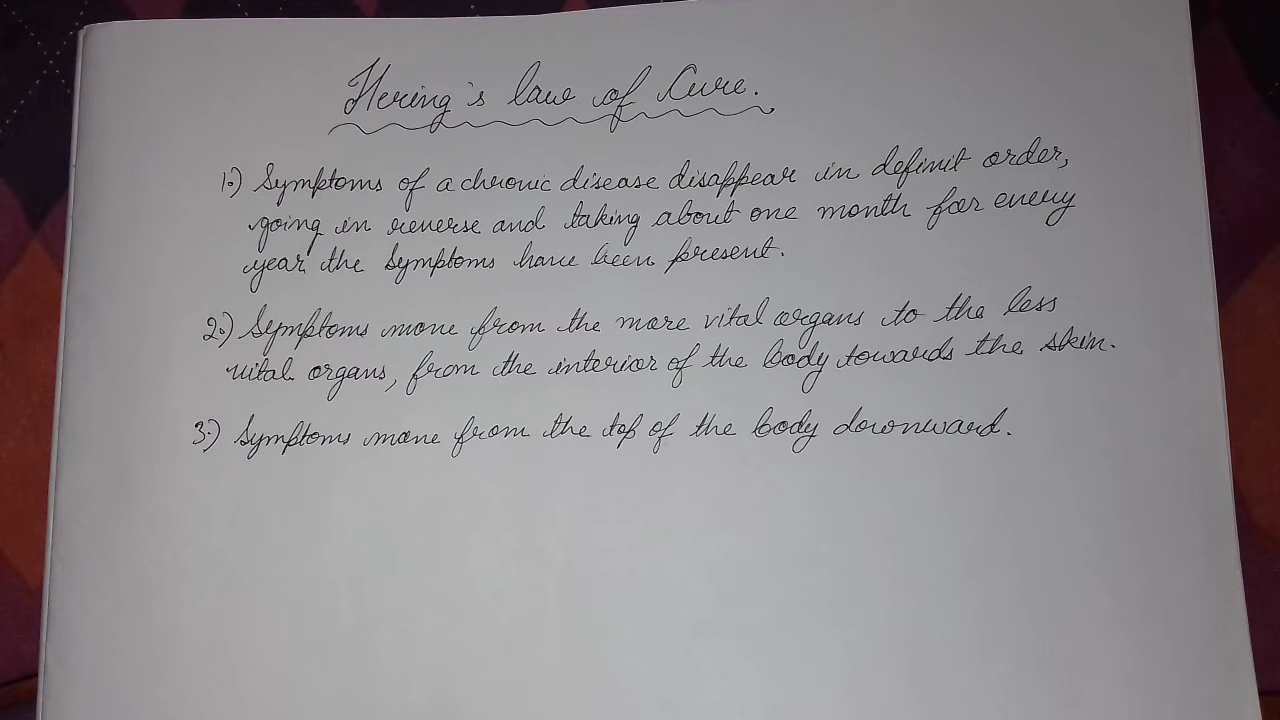 Hering's law of Cure.
1.) Symptoms of a chronic disease disappear in definit order,
going in reverse and taking about one month for every
year the symptoms have been present.
2.) Symptoms move from the more vital organs to the less
vital organs, from the interior of the body towards the skin.
3.) Symptoms move from the top of the body downward.